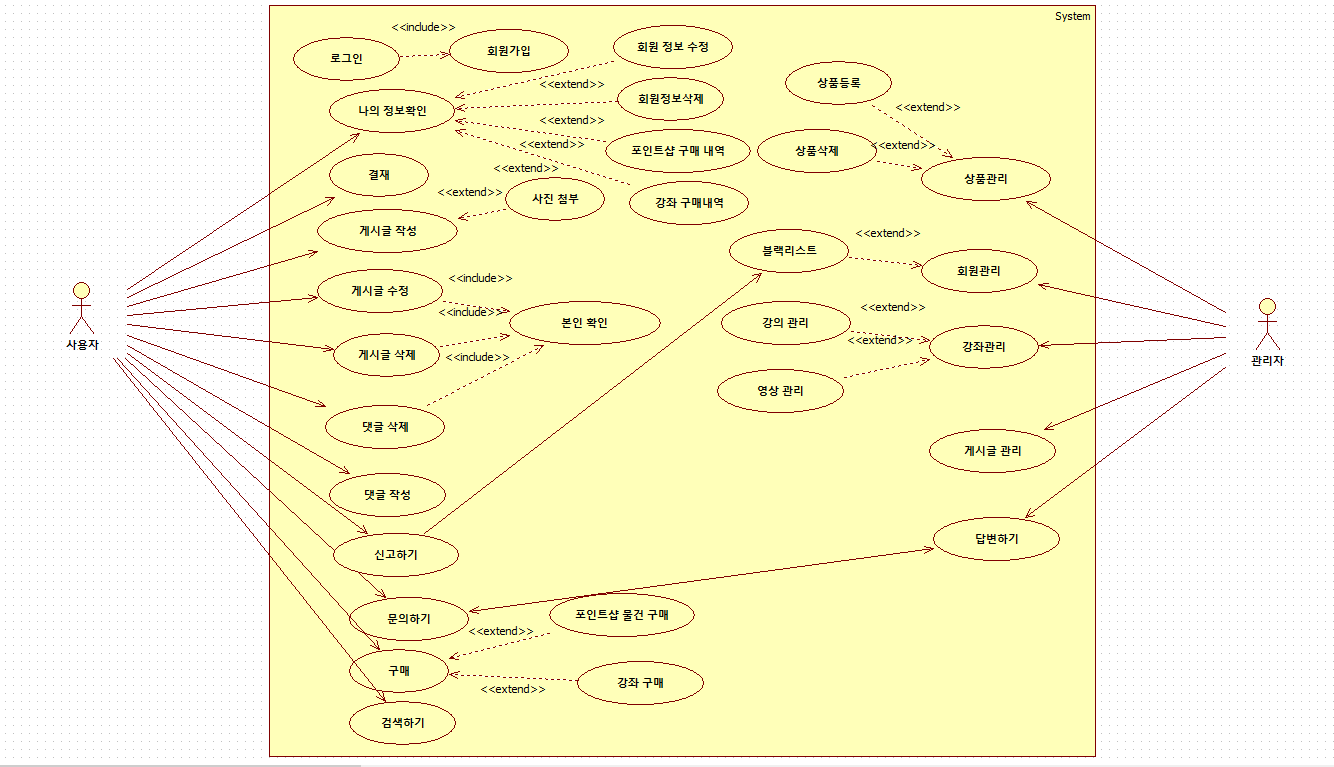 System
<<include>>
로그인
회원가입
회원 정보 수정
<<extend>>
나의 정보확인
회원정보삭제
<<extend>>
포인트샵 구매 내역
<<extend>>
강좌 구매내역
<<extend>>
결재
사진 첨부
<<extend>>
게시글 작성
상품등록
<<extend>>
상품삭제
<<extend>>
상품관리
블랙리스트
<<extend>>
회원관리
게시글 수정
<<include>>
본인 확인
<<include>>
게시글 삭제
<<include>>
댓글 삭제
강의 관리
<<extend>>
<<extend>>
강좌관리
영상 관리
사용자
관리자
게시글 관리
댓글 작성
신고하기
답변하기
문의하기
포인트샵 물건 구매
<<extend>>
구매
강좌 구매
<<extend>>
검색하기